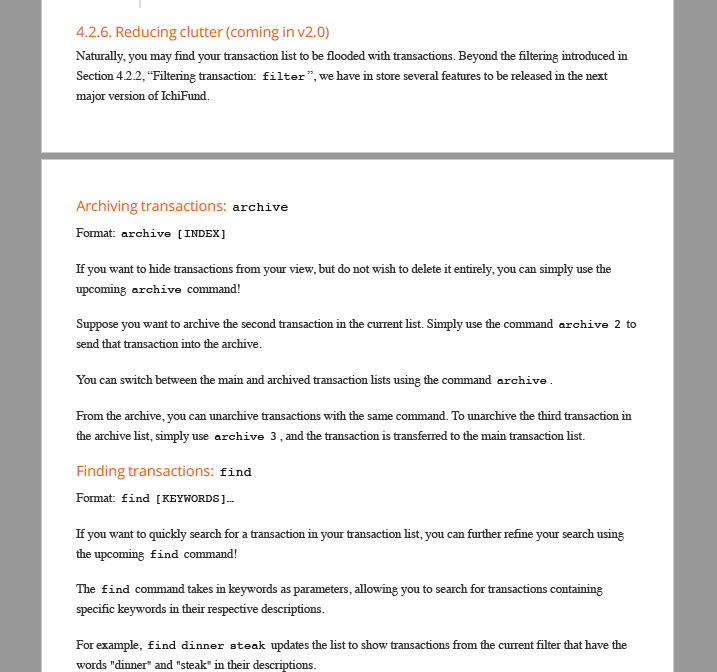 4.2.6. Reducing clutter (coming in v2.0)
Naturally, you may find your transaction list to be flooded with transactions. Beyond the filtering introduced in
Section 4.2.2, “Filtering transaction: filter”, we have in store several features to be released in the next
major version of IchiFund.
Archiving transactions: archive
Format: archive [INDEX]
If you want to hide transactions from your view, but do not wish to delete it entirely, you can simply use the
upcoming archive command!
Suppose you want to archive the second transaction in the current list. Simply use the command archive 2 to
send that transaction into the archive.
You can switch between the main and archived transaction lists using the command archive.
From the archive, you can unarchive transactions with the same command. To unarchive the third transaction in
the archive list, simply use archive 3, and the transaction is transferred to the main transaction list.
Finding transactions: find
Format: find [KEYWORDS]…
If you want to quickly search for a transaction in your transaction list, you can further refine your search using
the upcoming find command!
The find command takes in keywords as parameters, allowing you to search for transactions containing
specific keywords in their respective descriptions.
For example, find dinner steak updates the list to show transactions from the current filter that have the
words "dinner" and "steak" in their descriptions.